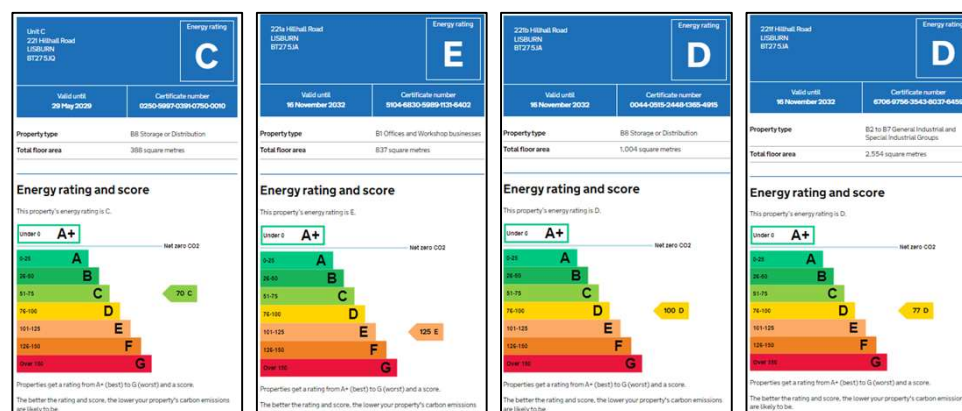 Unit C
221 Hillhall Road
LISBURN
BT27 5JQ
Energy rating
C
Valid until
29 May 2029
Certificate number
0250-5997-0391-0750-0010
Property type
B8 Storage or Distribution
Total floor area
388 square metres
Energy rating and score
This property's energy rating is C.
Under 0 A+
Net zero CO2
0-25 A
26-50 B
51-75 C
70 C
76-100 D
101-125 E
126-150 F
Over 150 G
Properties get a rating from A+ (best) to G (worst) and a score.
The better the rating and score, the lower your property's carbon emissions
are likely to be.
221a Hillhall Road
LISBURN
BT27 5JA
Energy rating
E
Valid until
16 November 2032
Certificate number
5104-6830-5989-1131-6402
Property type
B1 Offices and Workshop businesses
Total floor area
837 square metres
Energy rating and score
This property's energy rating is E.
Under 0 A+
Net zero CO2
0-25 A
26-50 B
51-75 C
76-100 D
101-125 E
125 E
126-150 F
Over 150 G
Properties get a rating from A+ (best) to G (worst) and a score.
The better the rating and score, the lower your property's carbon emissions
221b Hillhall Road
LISBURN
BT27 5JA
Energy rating
D
Valid until
16 November 2032
Certificate number
0044-0515-2448-1365-4915
Property type
B8 Storage or Distribution
Total floor area
1,004 square metres
Energy rating and score
This property's energy rating is D.
Under 0 A+
Net zero CO2
0-25 A
26-50 B
51-75 C
76-100 D
100 D
101-125 E
126-150 F
Over 150 G
Properties get a rating from A+ (best) to G (worst) and a score.
The better the rating and score, the lower your property's carbon emissions
are likely to be.
221f Hillhall Road
LISBURN
BT27 5JA
Energy rating
D
Valid until
16 November 2032
Certificate number
6706-9756-3543-8037-6459
Property type
B2 to B7 General Industrial and
Special Industrial Groups
Total floor area
2,554 square metres
Energy rating and score
This property's energy rating is D.
Under 0 A+
Net zero CO2
0-25 A
26-50 B
51-75 C
76-100 D
77 D
101-125 E
126-150 F
Over 150 G
Properties get a rating from A+ (best) to G (worst) and a score.
The better the rating and score, the lower your property's carbon emissions
are likely to be.